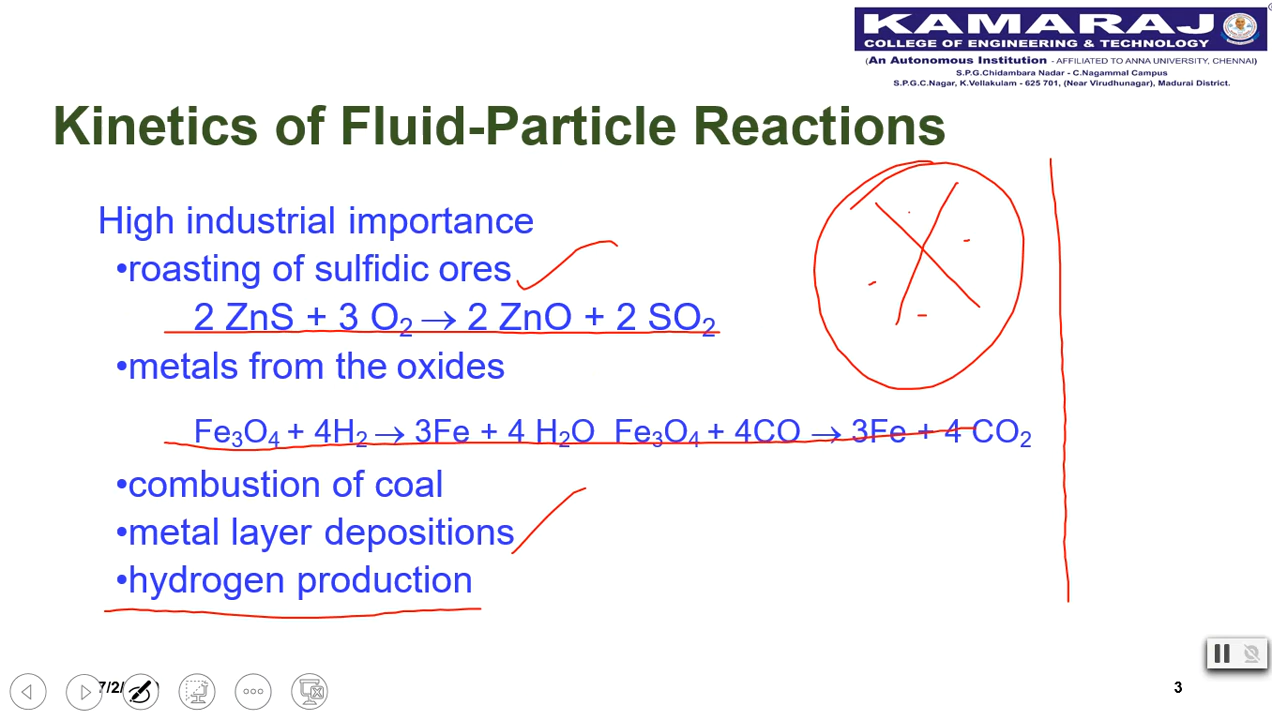 KAMARAJ
COLLEGE OF ENGINEERING & TECHNOLOGY
(An Autonomous Institution - AFFILIATED TO ANNA UNIVERSITY, CHENNAI)
S.P.G.Chidambara Nadar - C.Nagammal Campus
S.P.G.C.Nagar, K.Vellakulam - 625 701, (Near Virudhunagar), Madurai District.
Kinetics of Fluid-Particle Reactions
High industrial importance
•roasting of sulfidic ores
2 ZnS + 3 O₂ → 2 ZnO + 2 SO₂
•metals from the oxides
Fe₃O₄ + 4H₂ → 3Fe + 4 H₂O Fe₃O₄ + 4CO → 3Fe + 4 CO₂
•combustion of coal
•metal layer depositions
•hydrogen production
7/2/
3